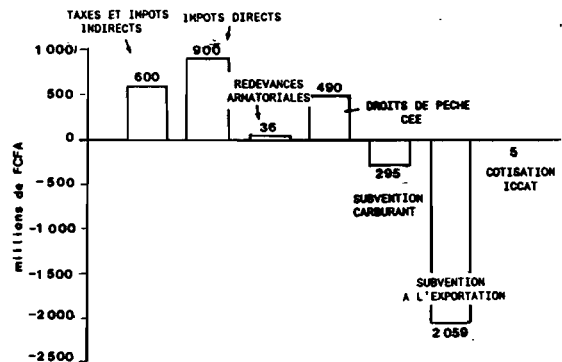 TAXES ET IMPOTS
INDIRECTS
IMPOTS DIRECTS
1 000
900
600
500
REDEVANCES
ARMATORIALES
36
490
DROITS DE PECHE
CEE
0
millions de FCFA
295
SUBVENTION
CARBURANT
5
COTISATION
ICCAT
-500
-1 000
-1 500
SUBVENTION
A L'EXPORTATION
-2 000
2 059
-2 500